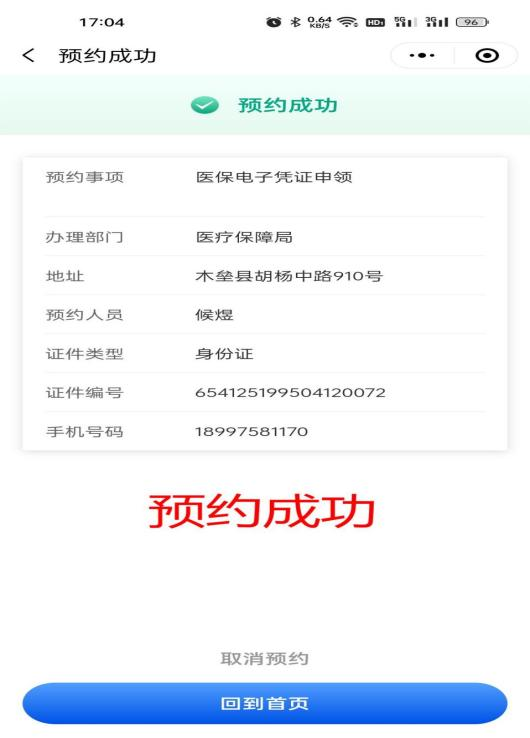 17:04 0.64 KB/S HD1 5G 3G 96
预约成功
预约成功
预约事项 医保电子凭证申领
办理部门 医疗保障局
地址 木垒县胡杨中路910号
预约人员 候煜
证件类型 身份证
证件编号 654125199504120072
手机号码 18997581170
预约成功
取消预约
回到首页